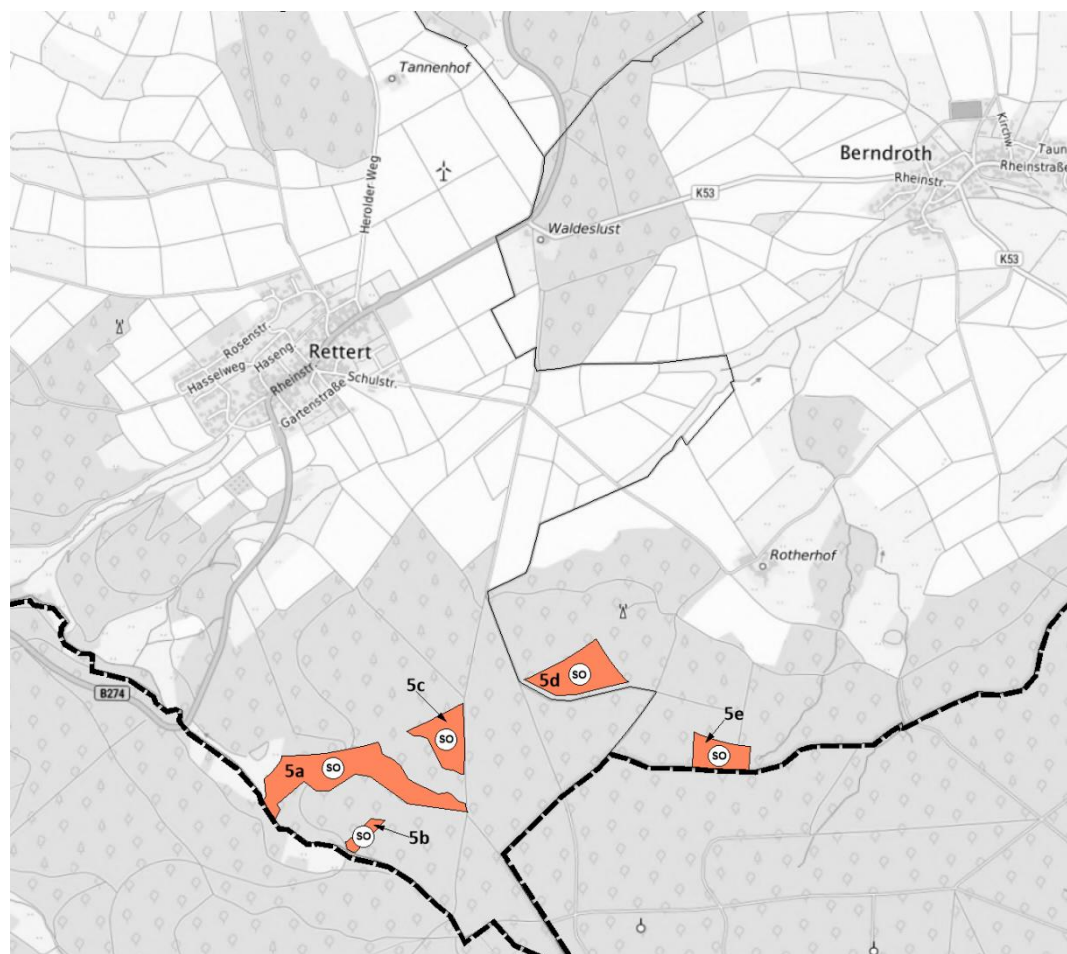 Tannenhof
Herolder Weg
Kirchw
Berndroth
Taun
Rheinstraße
Rheinstr.
K53
Waldeslust
K53
Rosenstr.
Haseng.
Rettert
Hasselweg
Rheinstr.
Schulstr.
Gartenstraße
Rotherhof
5d
SO
B274
5c
SO
5e
SO
5a
SO
SO
5b